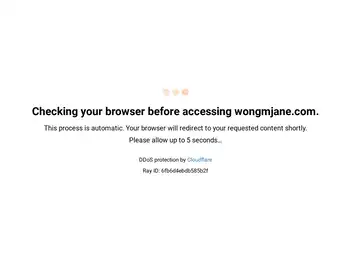 Checking your browser before accessing wongmjane.com.
This process is automatic. Your browser will redirect to your requested content shortly.
Please allow up to 5 seconds…
DDoS protection by Cloudflare
Ray ID: 6fb6d4ebdb585b2f